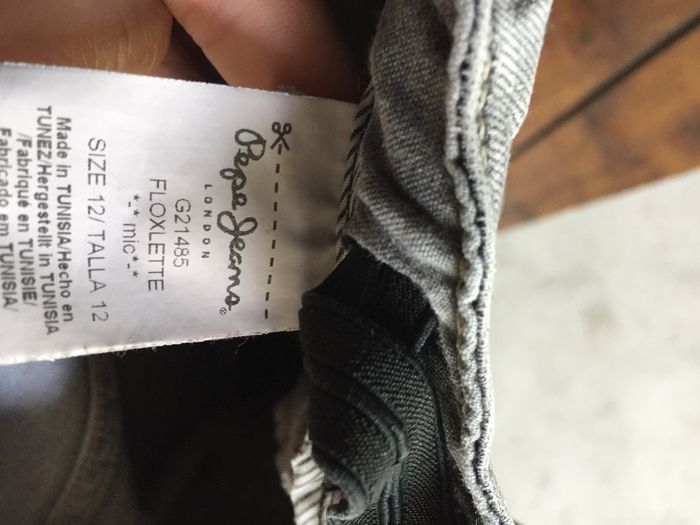 Pepe Jeans®
LONDON
G21485
FLOXLETTE
*-* mic*-*
SIZE 12/ TALLA 12
Made in TUNISIA/Hecho en
TUNEZ/Hergestellt in TUNISIA
/Fabriqué en TUNISIE/
Fabricado em TUNISIA/